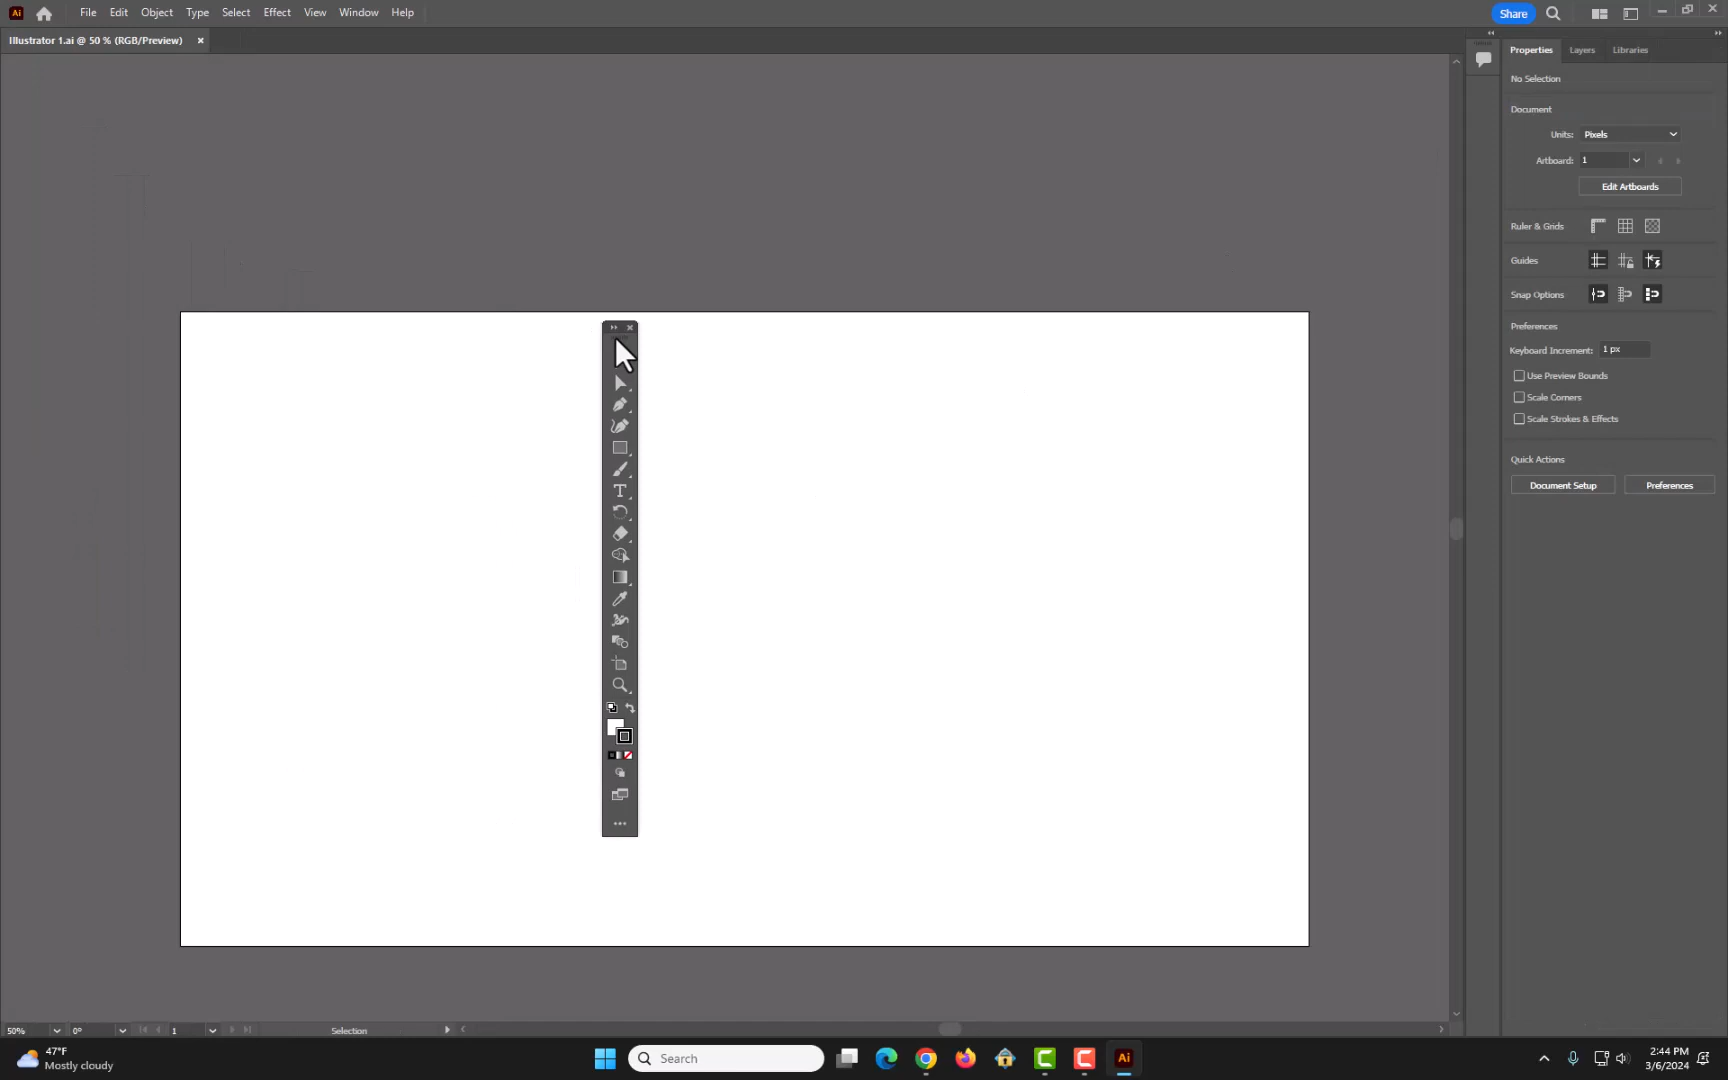 Ai File Edit Object Type Select Effect View Window Help Share
Illustrator 1.ai @ 50 % (RGB/Preview) ×
Properties Layers Libraries
No Selection
Document
Units: Pixels
Artboard: 1
Edit Artboards
Ruler & Grids
Guides
Snap Options
Preferences
Keyboard Increment: 1 px
Use Preview Bounds
Scale Corners
Scale Strokes & Effects
Quick Actions
Document Setup Preferences
50% 0° 1 Selection
47°F
Mostly cloudy
Search
Ai
2:44 PM
3/6/2024